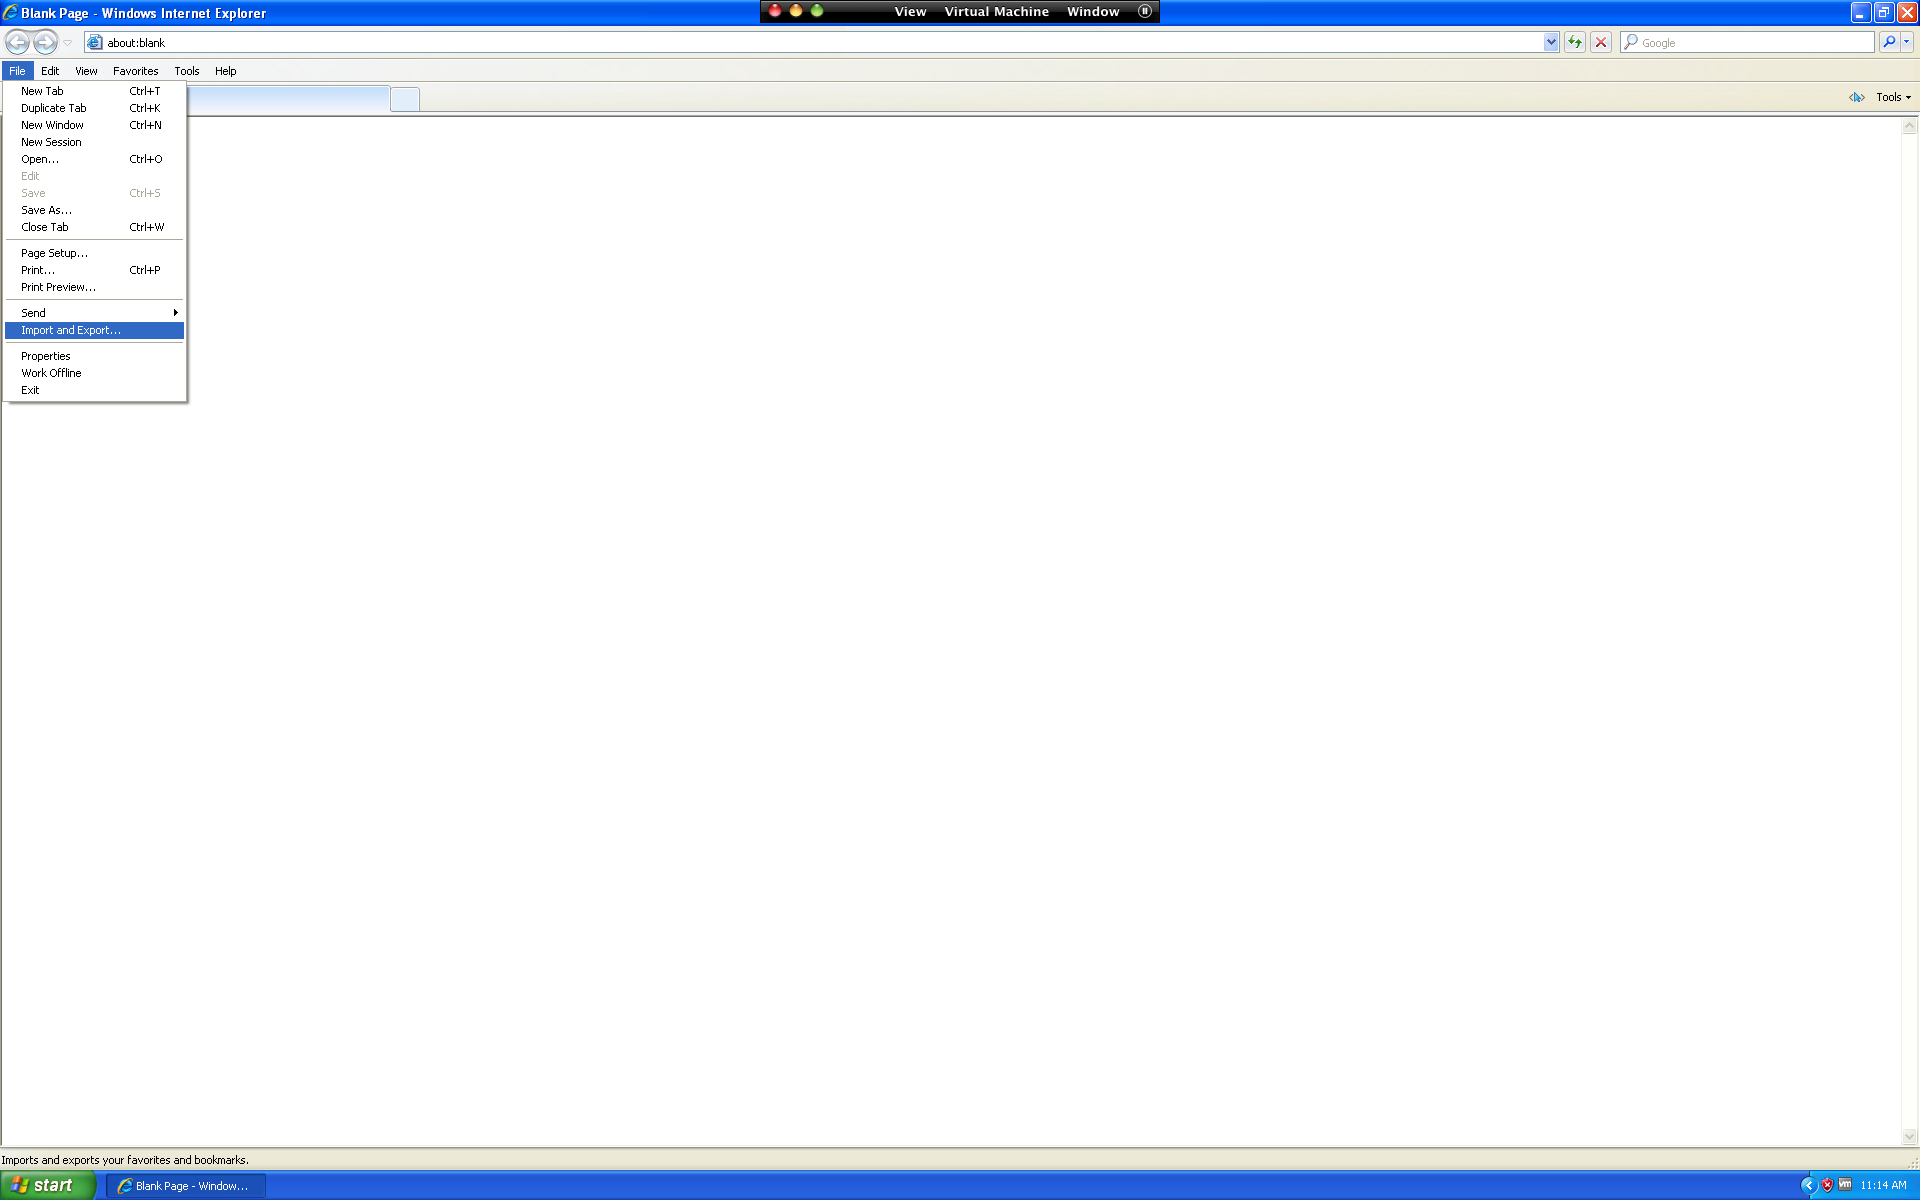 Blank Page - Windows Internet Explorer
View Virtual Machine Window
about:blank
Google
File Edit View Favorites Tools Help
New Tab Ctrl+T
Tools
Duplicate Tab Ctrl+K
New Window Ctrl+N
New Session
Open... Ctrl+O
Edit
Save Ctrl+S
Save As...
Close Tab Ctrl+W
Page Setup...
Print... Ctrl+P
Print Preview...
Send
Import and Export...
Properties
Work Offline
Exit
Imports and exports your favorites and bookmarks.
start
Blank Page - Window...
vm
11:14 AM